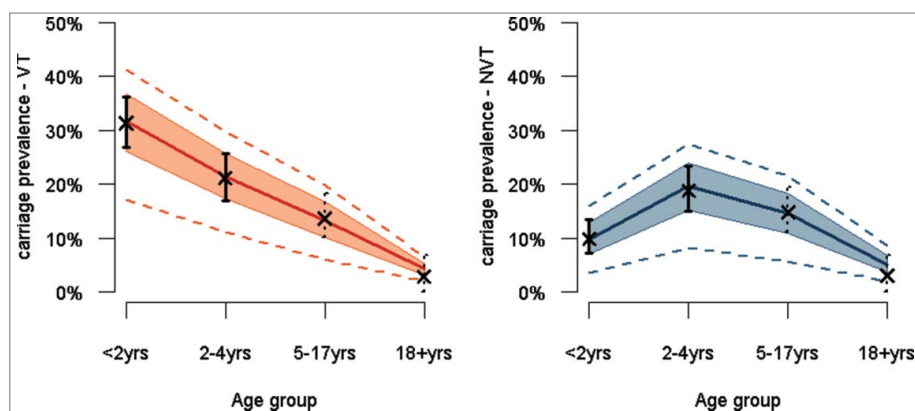 carriage prevalence - VT
50%
40%
30%
20%
10%
0%
<2yrs 2-4yrs 5-17yrs 18+yrs
Age group
carriage prevalence - NVT
50%
40%
30%
20%
10%
0%
<2yrs 2-4yrs 5-17yrs 18+yrs
Age group